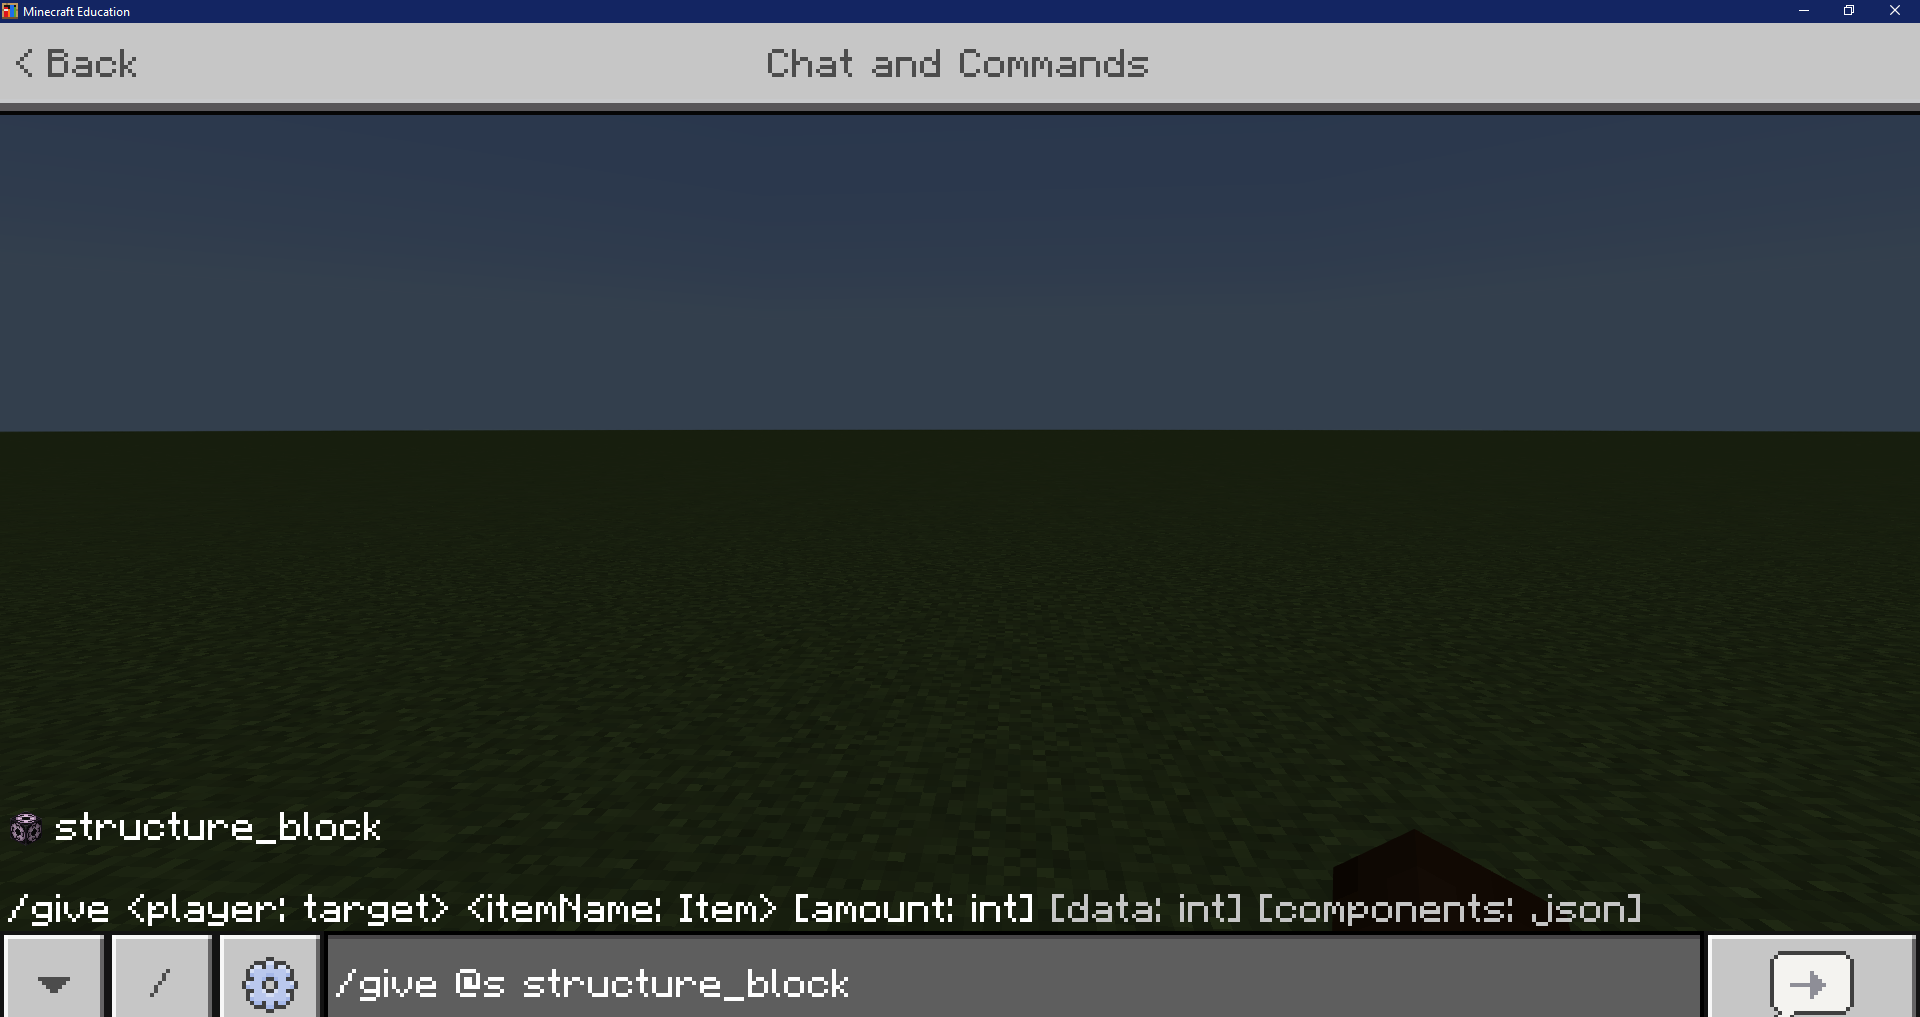 Minecraft Education
< Back
Chat and Commands
structure_block
/give <player: target> <itemName: Item> [amount: int] [data: int] [components: json]
/
/give @s structure_block